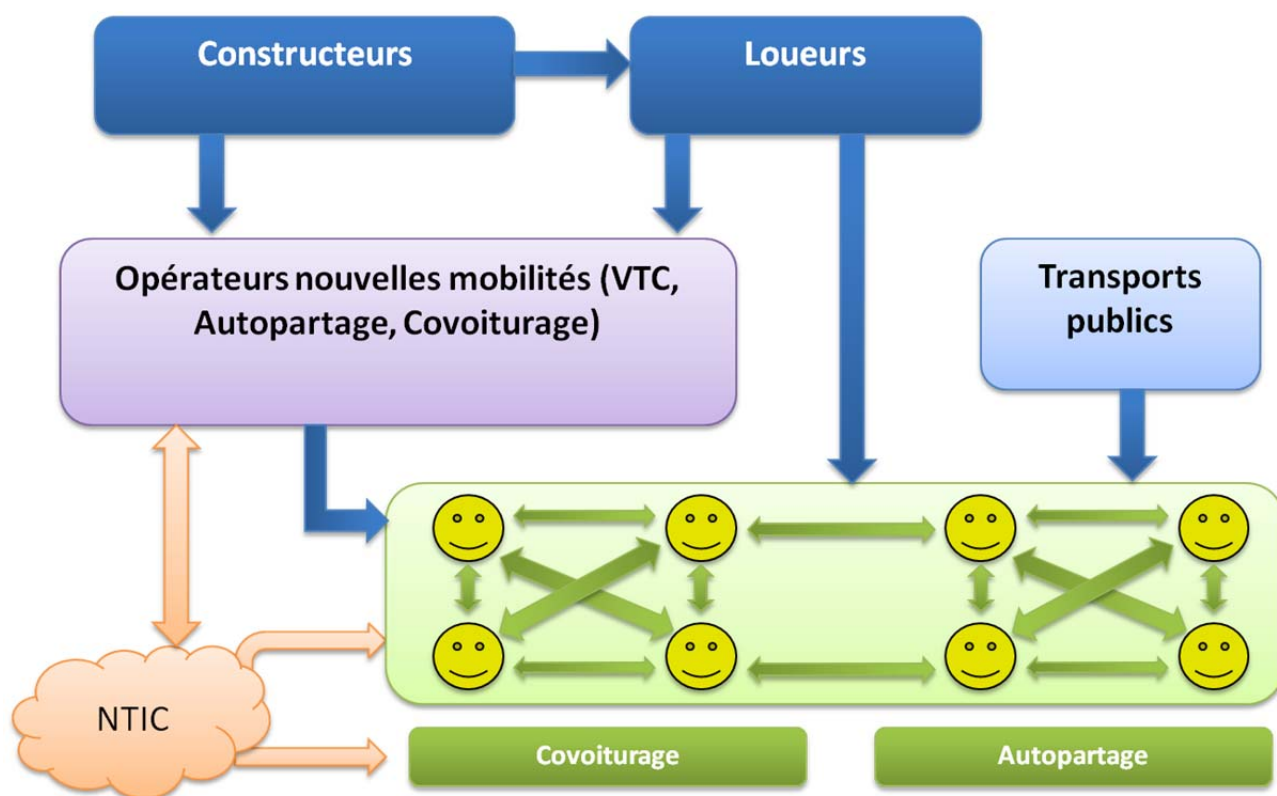 Constructeurs
Loueurs
Opérateurs nouvelles mobilités (VTC,
Autopartage, Covoiturage)
Transports
publics
NTIC
Covoiturage
Autopartage